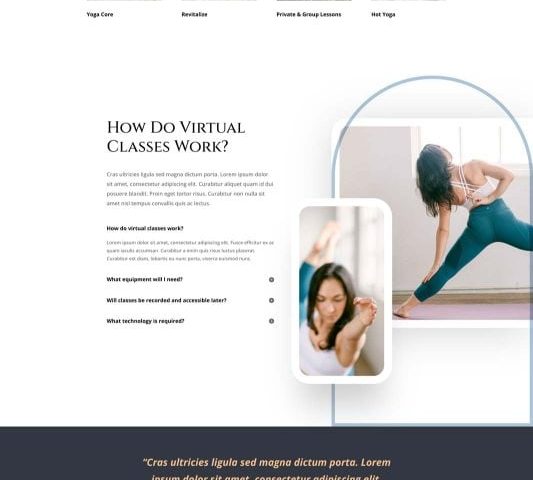 Yoga Core
Revitalize
Private & Group Lessons
Hot Yoga
How Do Virtual
Classes Work?
Cras ultricies ligula sed magna dictum porta. Lorem ipsum dolor
sit amet, consectetur adipiscing elit. Curabitur aliquet quam id dui
posuere blandit. Proin eget tortor risus. Curabitur non nulla sit
amet nisl tempus convallis quis ac lectus.
How do virtual classes work?
Lorem ipsum dolor sit amet, consectetur adipiscing elit. Fusce efficitur ex ac
quam iaculis accumsan. Curabitur a enim quis risus luctus pharetra.
Curabitur est diam, lobortis eu nunc porta, viverra euismod nunc.
What equipment will I need?
Will classes be recorded and accessible later?
What technology is required?
“Cras ultricies ligula sed magna dictum porta. Lorem
ipsum dolor sit amet, consectetur adipiscing elit.